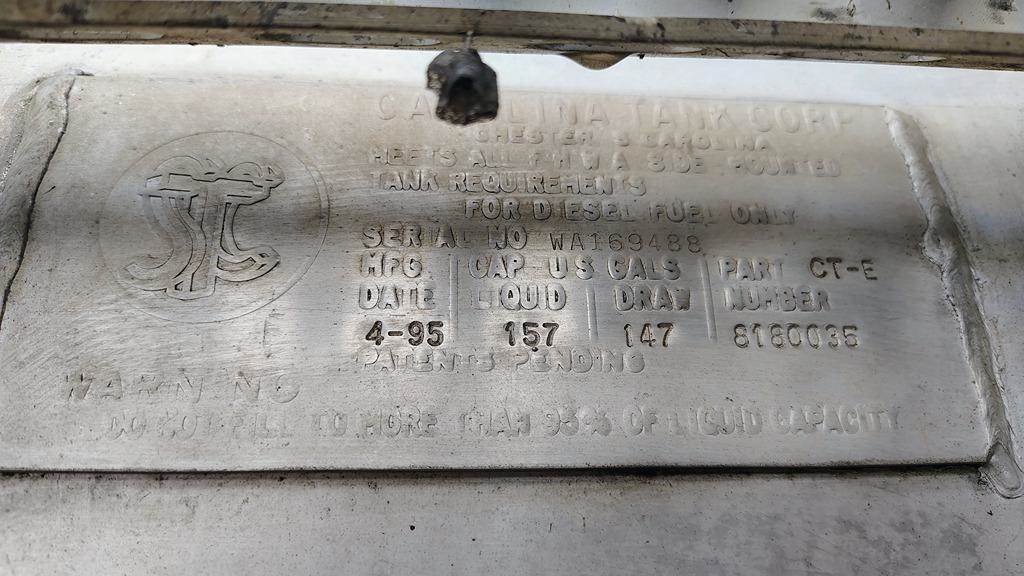 CAROLINA TANK CORP
CHESTER S CAROLINA
MEETS ALL F H W A SIDE MOUNTED
TANK REQUIREMENTS
FOR DIESEL FUEL ONLY
SERIAL NO WA169488
MFG. CAP - U S GALS PART CT-E
DATE LIQUID DRAW NUMBER
4-95 157 147 8180035
PATENTS PENDING
WARNING
DO NOT FILL TO MORE THAN 95% OF LIQUID CAPACITY